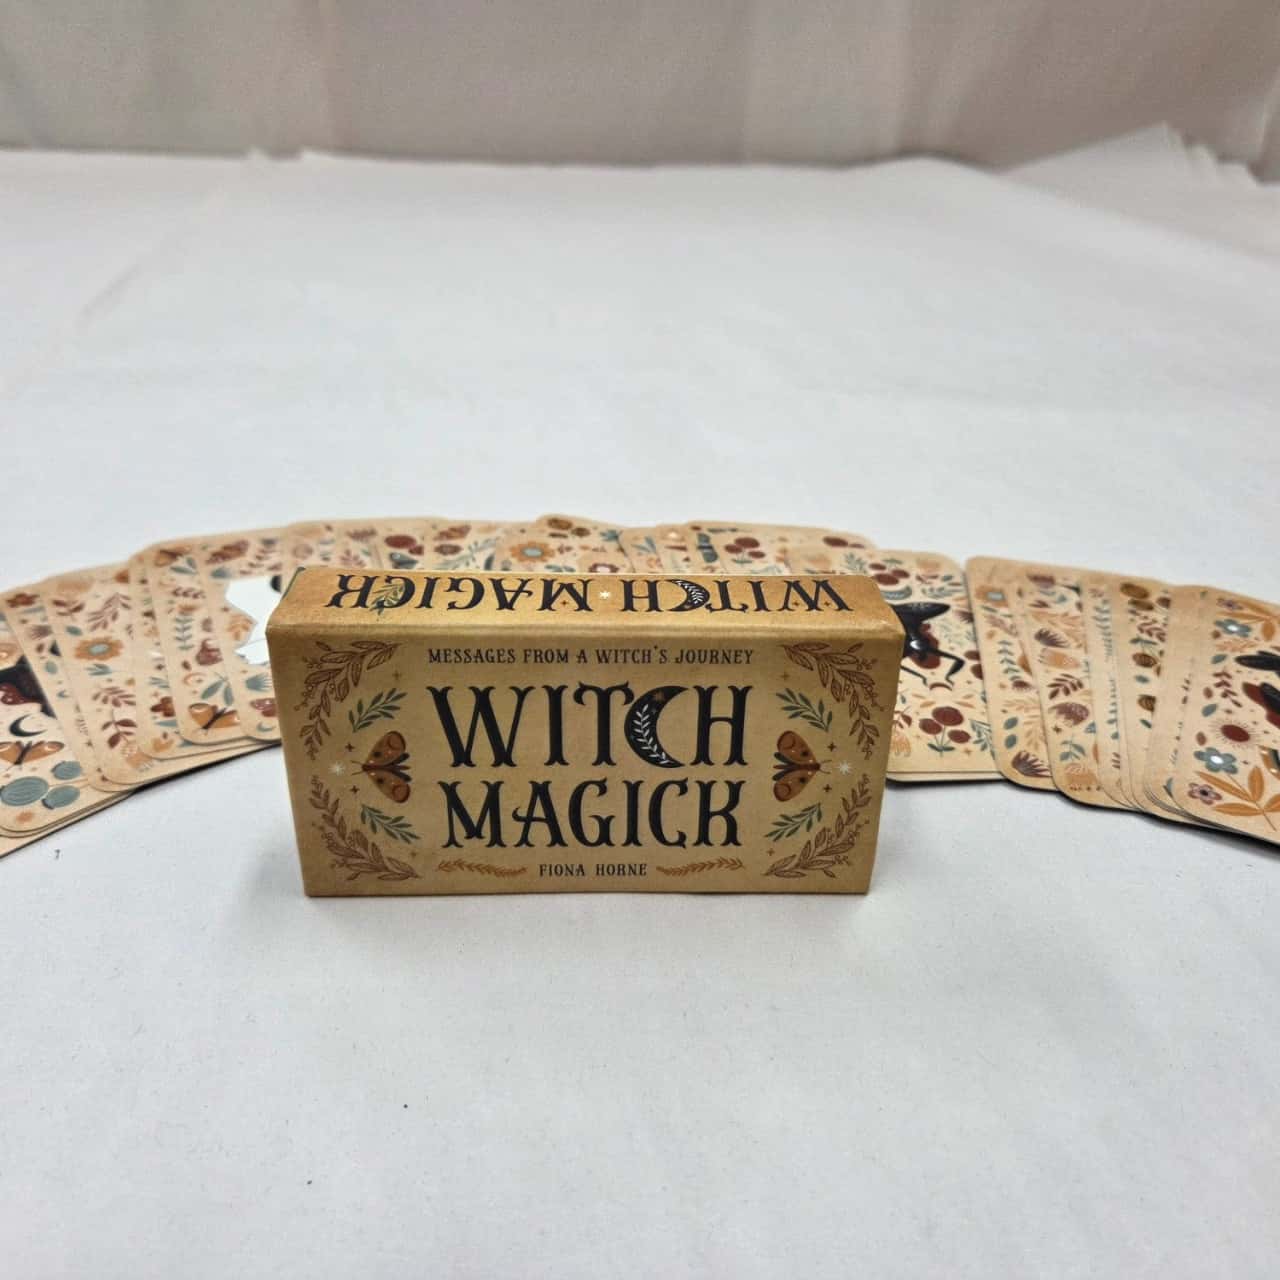 WITCH MAGICK
MESSAGES FROM A WITCH'S JOURNEY
WITCH
MAGICK
FIONA HORNE